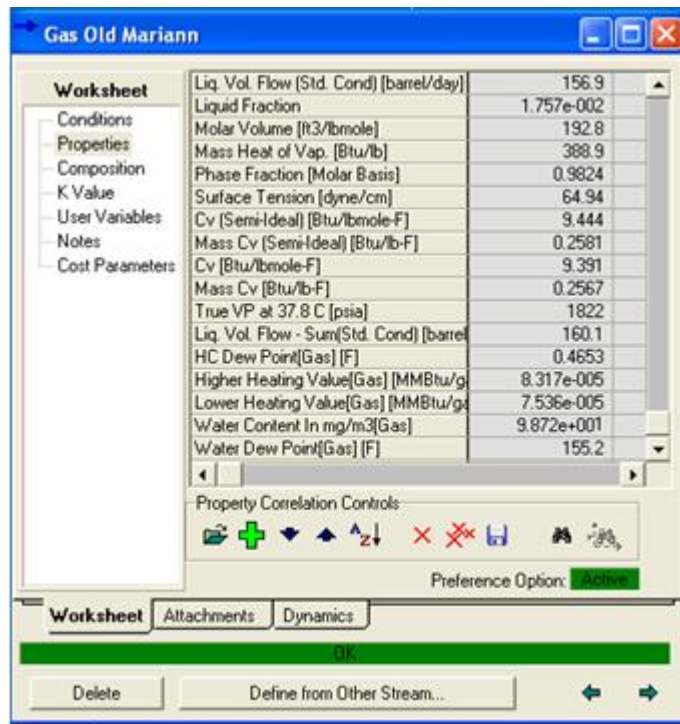 Gas Old Mariann
Worksheet
Conditions
Properties
Composition
K Value
User Variables
Notes
Cost Parameters
Liq. Vol. Flow (Std. Cond) [barrel/day] 156.9
Liquid Fraction 1.757e-002
Molar Volume [ft3/lbmole] 192.8
Mass Heat of Vap. [Btu/lb] 388.9
Phase Fraction [Molar Basis] 0.9824
Surface Tension [dyne/cm] 64.94
Cv (Semi-Ideal) [Btu/lbmole-F] 9.444
Mass Cv (Semi-Ideal) [Btu/lb-F] 0.2581
Cv [Btu/lbmole-F] 9.391
Mass Cv [Btu/lb-F] 0.2567
True VP at 37.8 C [psia] 1822
Liq. Vol. Flow - Sum(Std. Cond) [barrel 160.1
HC Dew Point[Gas] [F] 0.4653
Higher Heating Value[Gas] [MMBtu/ga 8.317e-005
Lower Heating Value[Gas] [MMBtu/ga 7.536e-005
Water Content In mg/m3[Gas] 9.872e+001
Water Dew Point[Gas] [F] 155.2
Property Correlation Controls
Preference Option: Active
Worksheet Attachments Dynamics
OK
Delete Define from Other Stream...